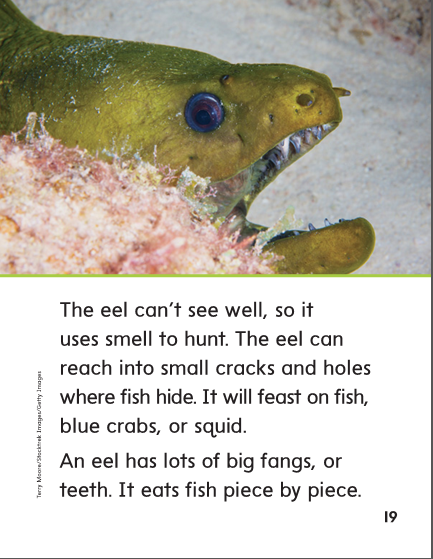 The eel can't see well, so it
uses smell to hunt. The eel can
reach into small cracks and holes
where fish hide. It will feast on fish,
blue crabs, or squid.
An eel has lots of big fangs, or
teeth. It eats fish piece by piece.
Terry Moore/Stocktrek Images/Getty Images
19